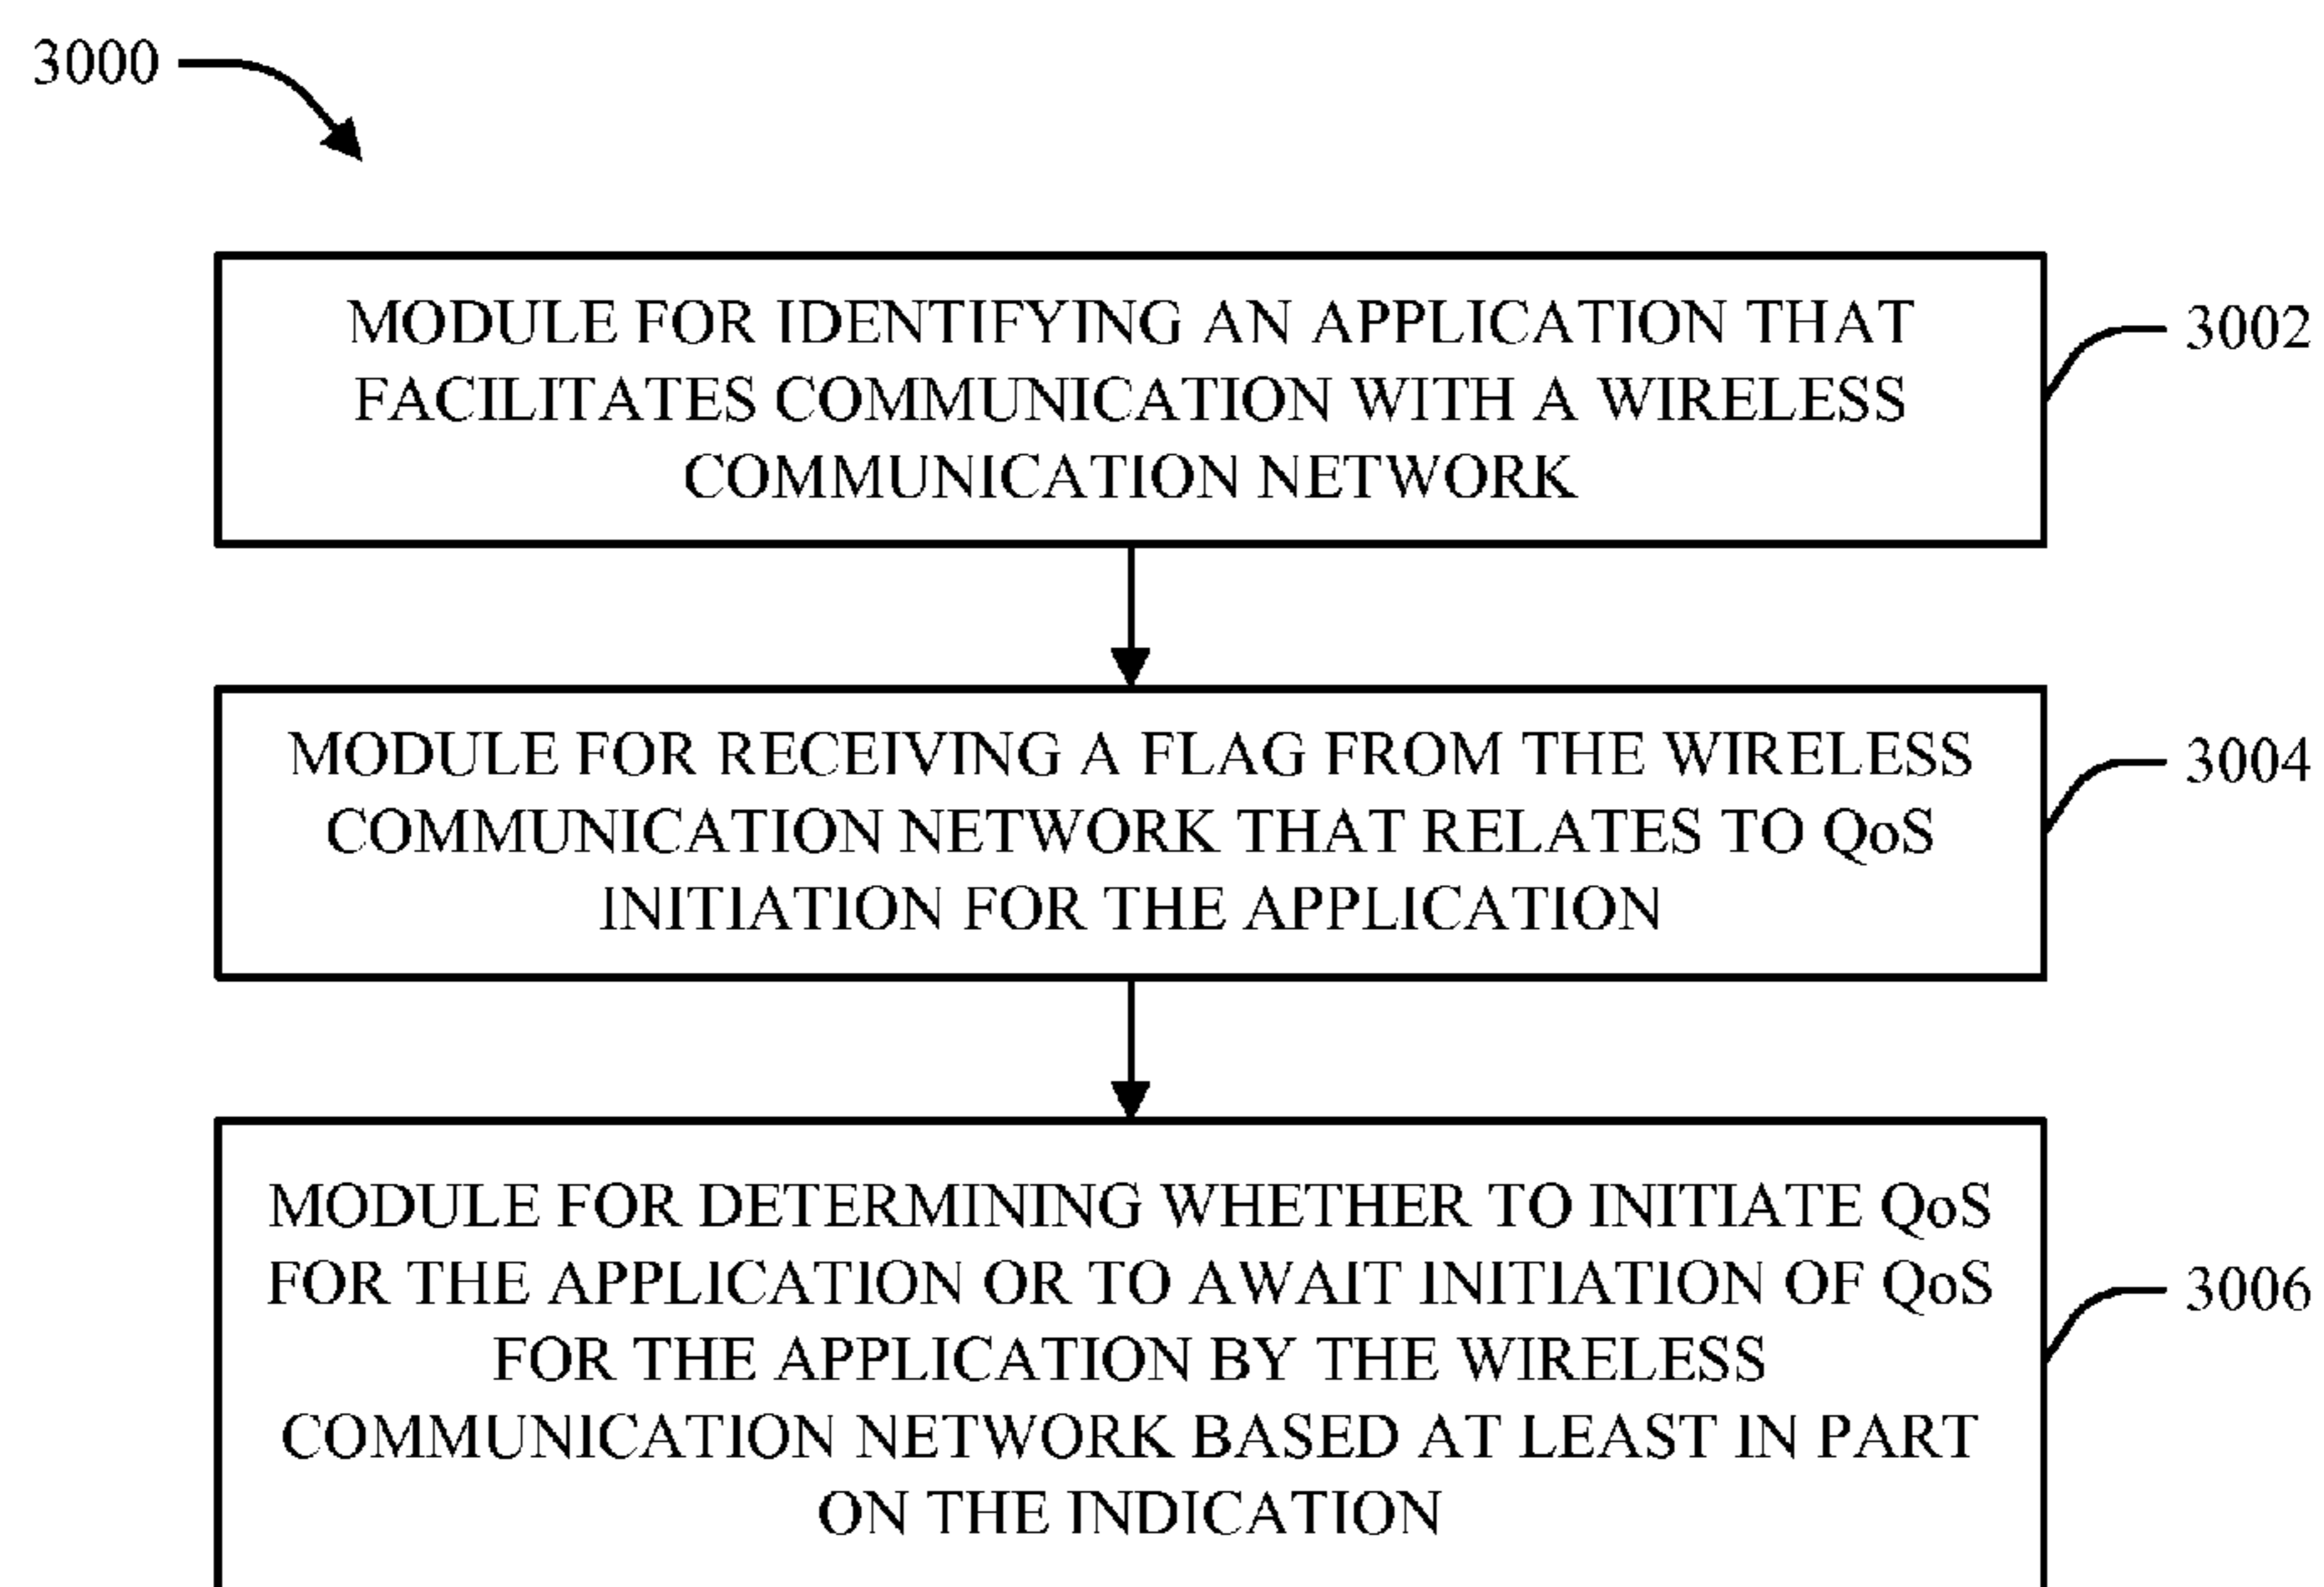 3000
MODULE FOR IDENTIFYING AN APPLICATION THAT
FACILITATES COMMUNICATION WITH A WIRELESS
COMMUNICATION NETWORK
3002
MODULE FOR RECEIVING A FLAG FROM THE WIRELESS
COMMUNICATION NETWORK THAT RELATES TO QoS
INITIATION FOR THE APPLICATION
3004
MODULE FOR DETERMINING WHETHER TO INITIATE QoS
FOR THE APPLICATION OR TO AWAIT INITIATION OF QoS
FOR THE APPLICATION BY THE WIRELESS
COMMUNICATION NETWORK BASED AT LEAST IN PART
ON THE INDICATION
3006